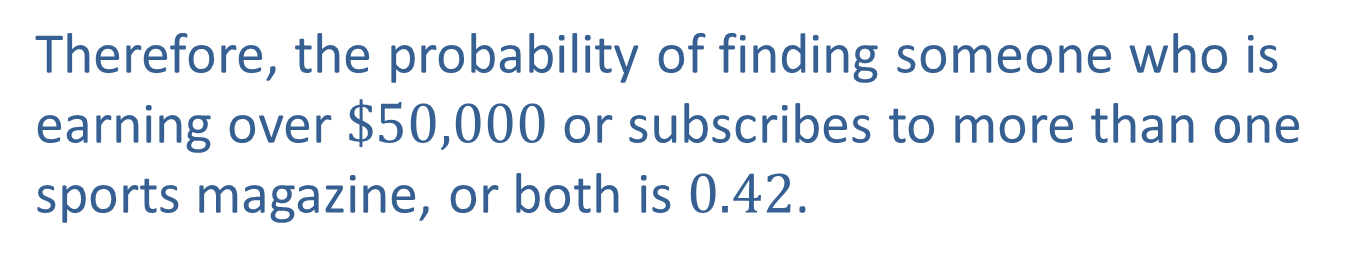 Therefore, the probability of finding someone who is
earning over $50,000 or subscribes to more than one
sports magazine, or both is 0.42.